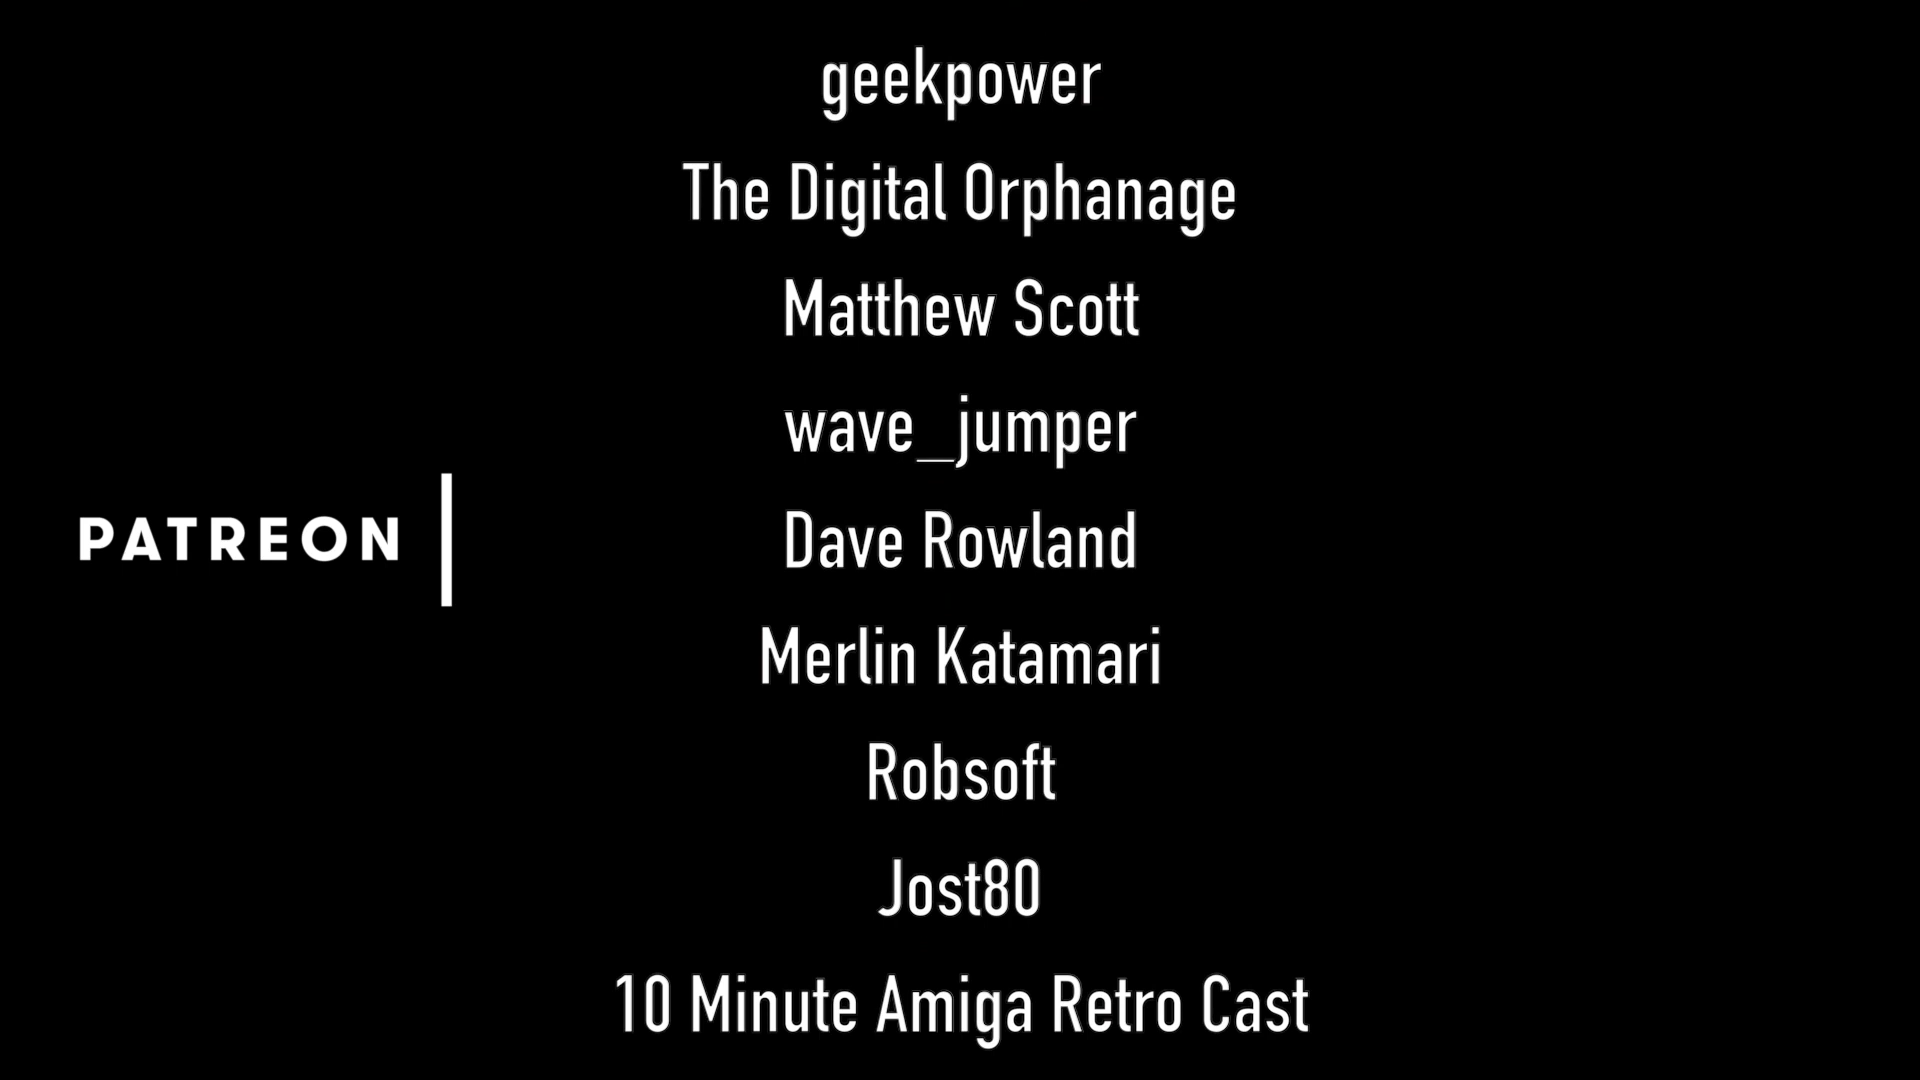 geekpower
The Digital Orphanage
Matthew Scott
wave_jumper
PATREON
Dave Rowland
Merlin Katamari
Robsoft
Jost80
10 Minute Amiga Retro Cast